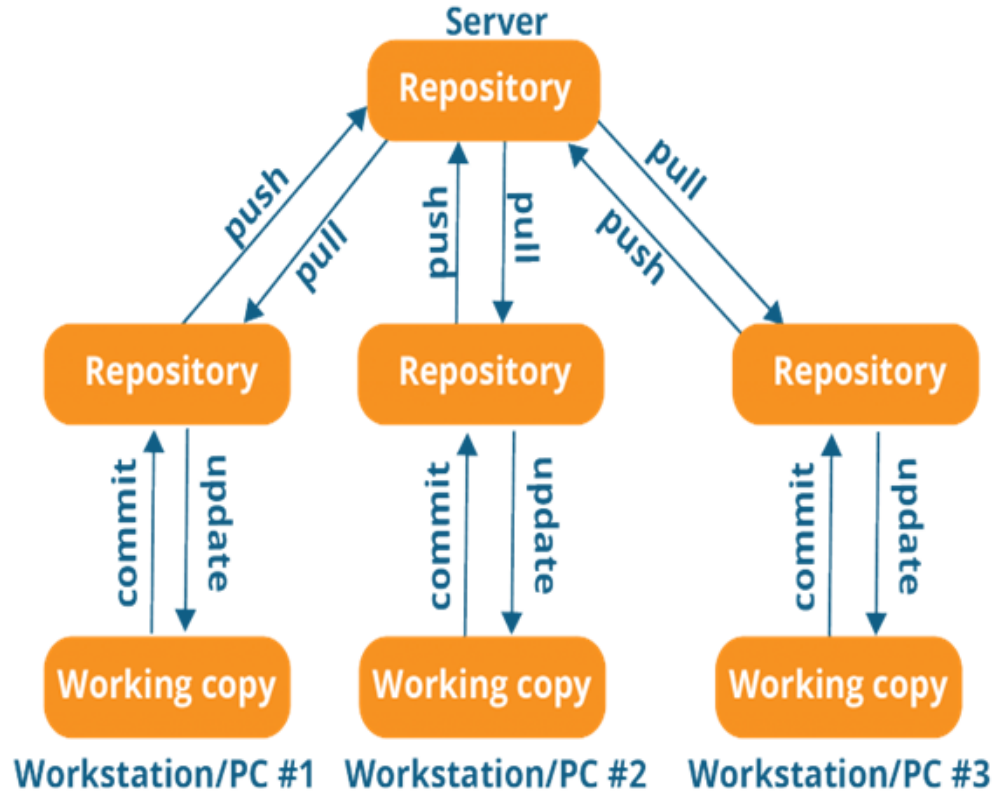 Server
Repository
push
pull
push
pull
push
pull
Repository
Repository
Repository
commit
update
commit
update
commit
update
Working copy
Working copy
Working copy
Workstation/PC #1
Workstation/PC #2
Workstation/PC #3